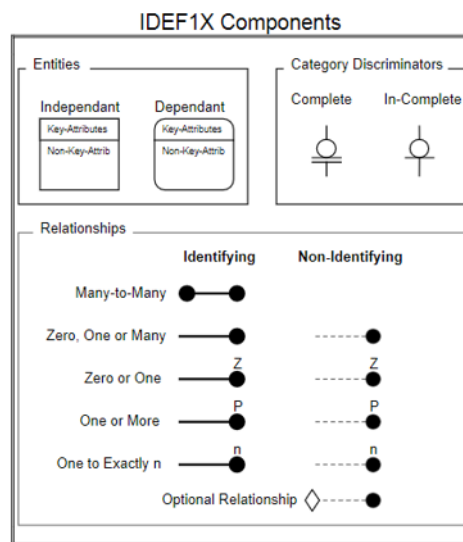 IDEF1X Components
Entities
Independant
Key-Attributes
Non-Key-Attrib
Dependant
Key-Attributes
Non-Key-Attrib
Category Discriminators
Complete
In-Complete
Relationships
Identifying
Non-Identifying
Many-to-Many
Zero, One or Many
Zero or One
Z
Z
One or More
P
P
One to Exactly n
n
n
Optional Relationship